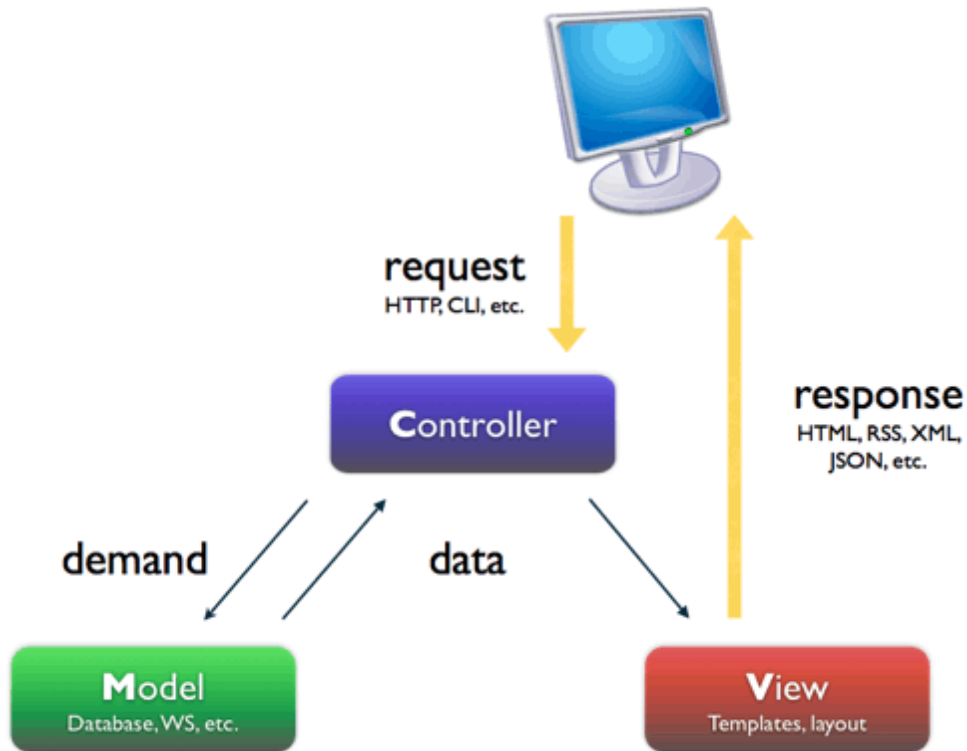 request
HTTP, CLI, etc.
Controller
response
HTML, RSS, XML,
JSON, etc.
demand
data
Model
Database, WS, etc.
View
Templates, layout